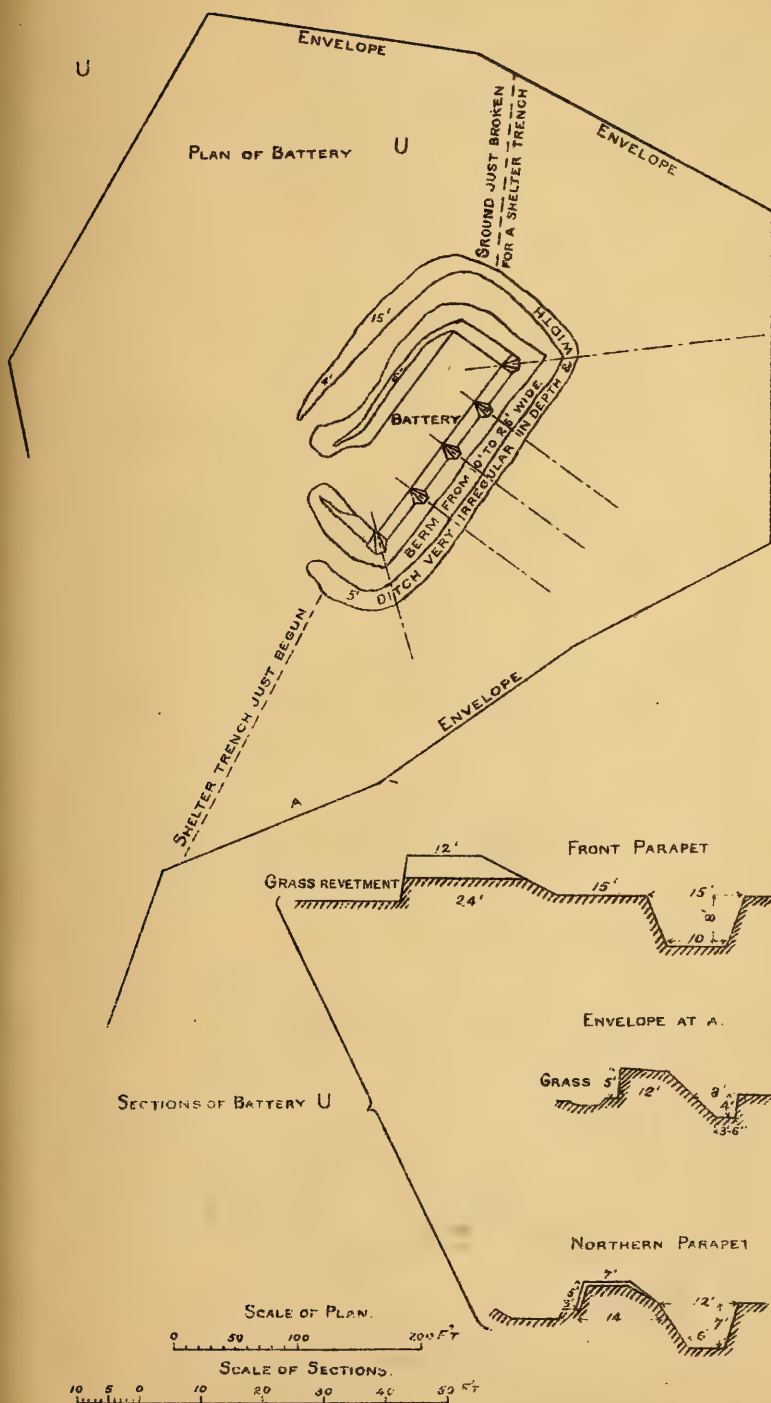 ENVELOPE
U
PLAN OF BATTERY U
GROUND JUST BROKEN
FOR A SHELTER TRENCH
ENVELOPE
15'
4'
WIDTH
BATTERY
BERM FROM 10' TO 25' WIDE
DITCH VERY IRREGULAR IN DEPTH &
5'
SHELTER TRENCH JUST BEGUN
ENVELOPE
A
FRONT PARAPET
12'
GRASS REVETMENT
24'
15'
15'
8'
10
ENVELOPE AT A.
GRASS 5'
12'
8'
4'
3'-6"
SECTIONS OF BATTERY U
NORTHERN PARAPET
7'
14
12'
7'
6'
SCALE OF PLAN.
0 50 100 200 FT
SCALE OF SECTIONS.
10 5 0 10 20 30 40 50 FT